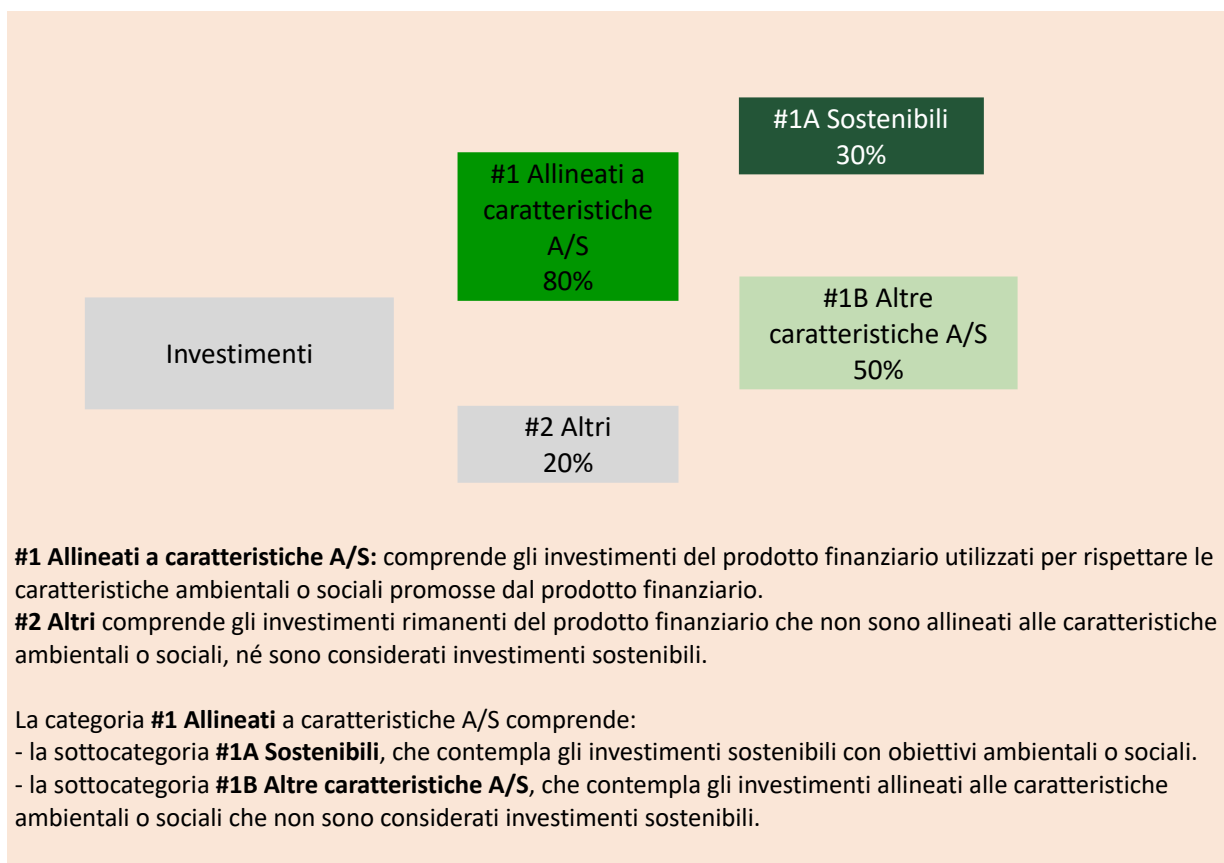 #1A Sostenibili
30%
#1 Allineati a
caratteristiche
A/S
80%
#1B Altre
caratteristiche A/S
50%
Investimenti
#2 Altri
20%
#1 Allineati a caratteristiche A/S: comprende gli investimenti del prodotto finanziario utilizzati per rispettare le
caratteristiche ambientali o sociali promosse dal prodotto finanziario.
#2 Altri comprende gli investimenti rimanenti del prodotto finanziario che non sono allineati alle caratteristiche
ambientali o sociali, né sono considerati investimenti sostenibili.
La categoria #1 Allineati a caratteristiche A/S comprende:
- la sottocategoria #1A Sostenibili, che contempla gli investimenti sostenibili con obiettivi ambientali o sociali.
- la sottocategoria #1B Altre caratteristiche A/S, che contempla gli investimenti allineati alle caratteristiche
ambientali o sociali che non sono considerati investimenti sostenibili.